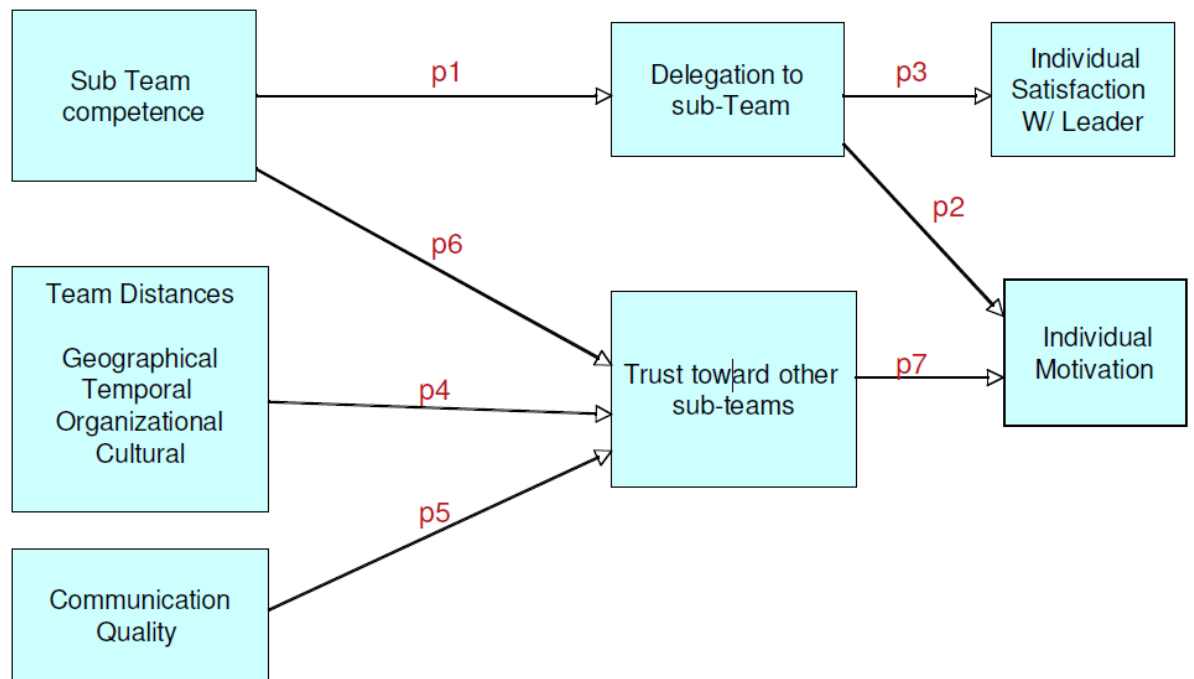 Sub Team
competence
p1
Delegation to
sub-Team
p3
Individual
Satisfaction
W/ Leader
p2
p6
Team Distances
Geographical
Temporal
Organizational
Cultural
p4
Trust toward other
sub-teams
p7
Individual
Motivation
p5
Communication
Quality